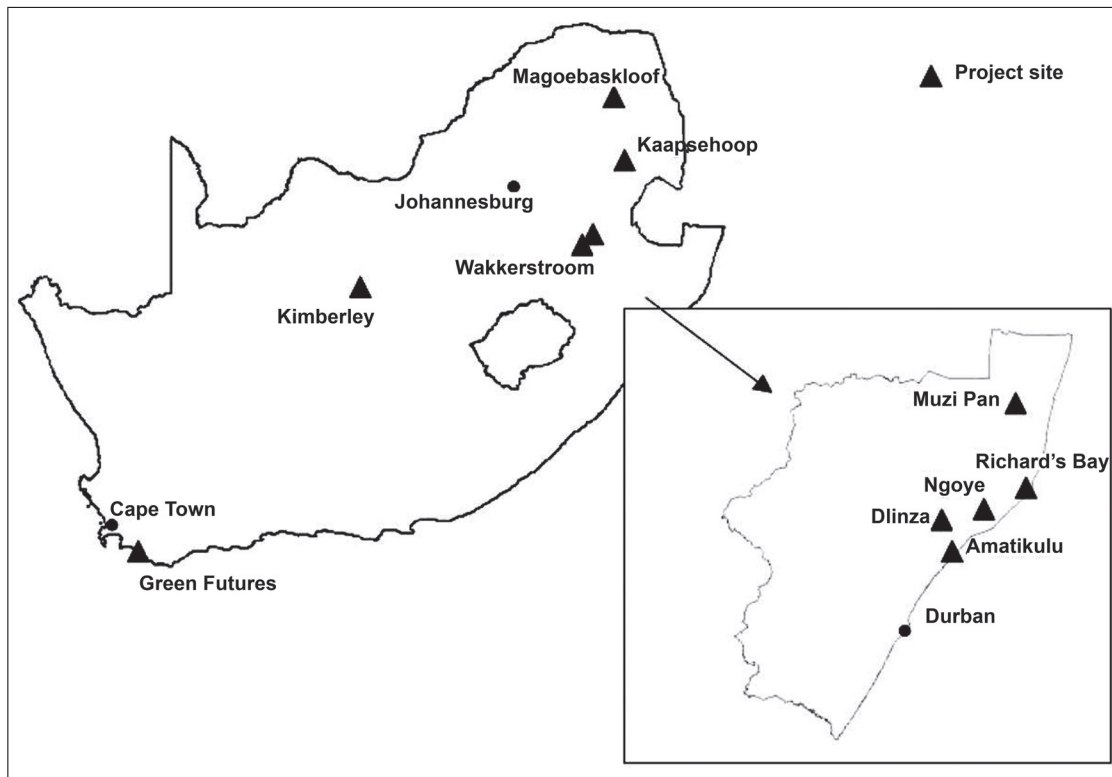 Magoebaskloof
Project site
Kaapsehoop
Johannesburg
Wakkerstroom
Kimberley
Cape Town
Green Futures
Muzi Pan
Richard's Bay
Ngoye
Dlinza
Amatikulu
Durban